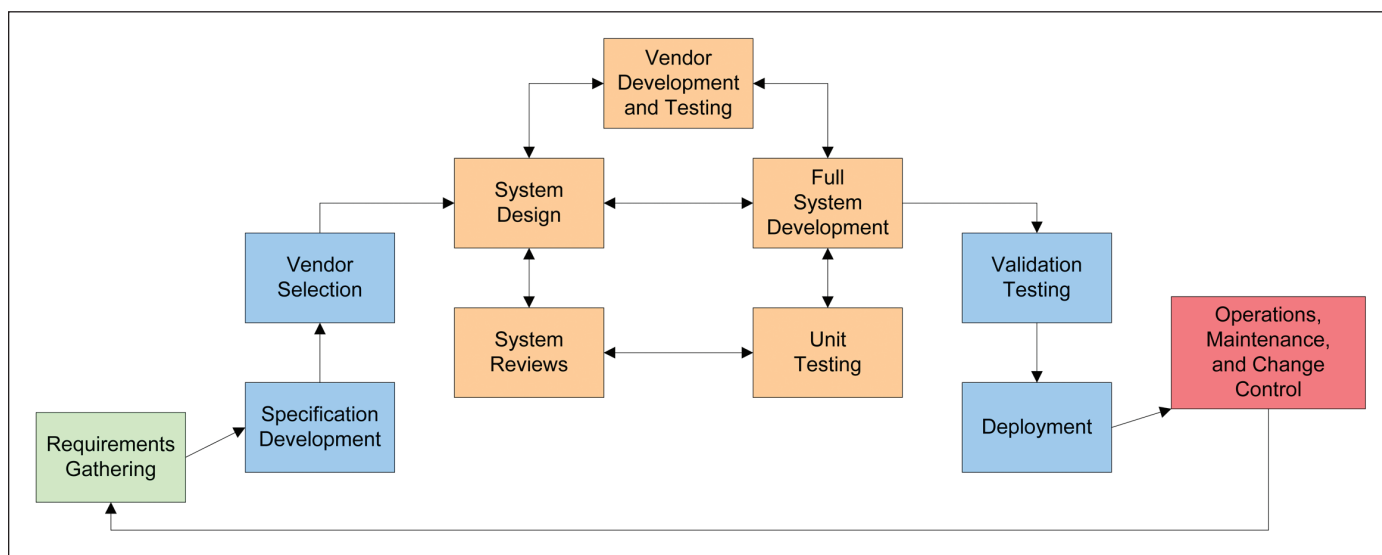 Vendor
Development
and Testing
System
Design
Full
System
Development
Vendor
Selection
Validation
Testing
System
Reviews
Unit
Testing
Operations,
Maintenance,
and Change
Control
Specification
Development
Deployment
Requirements
Gathering